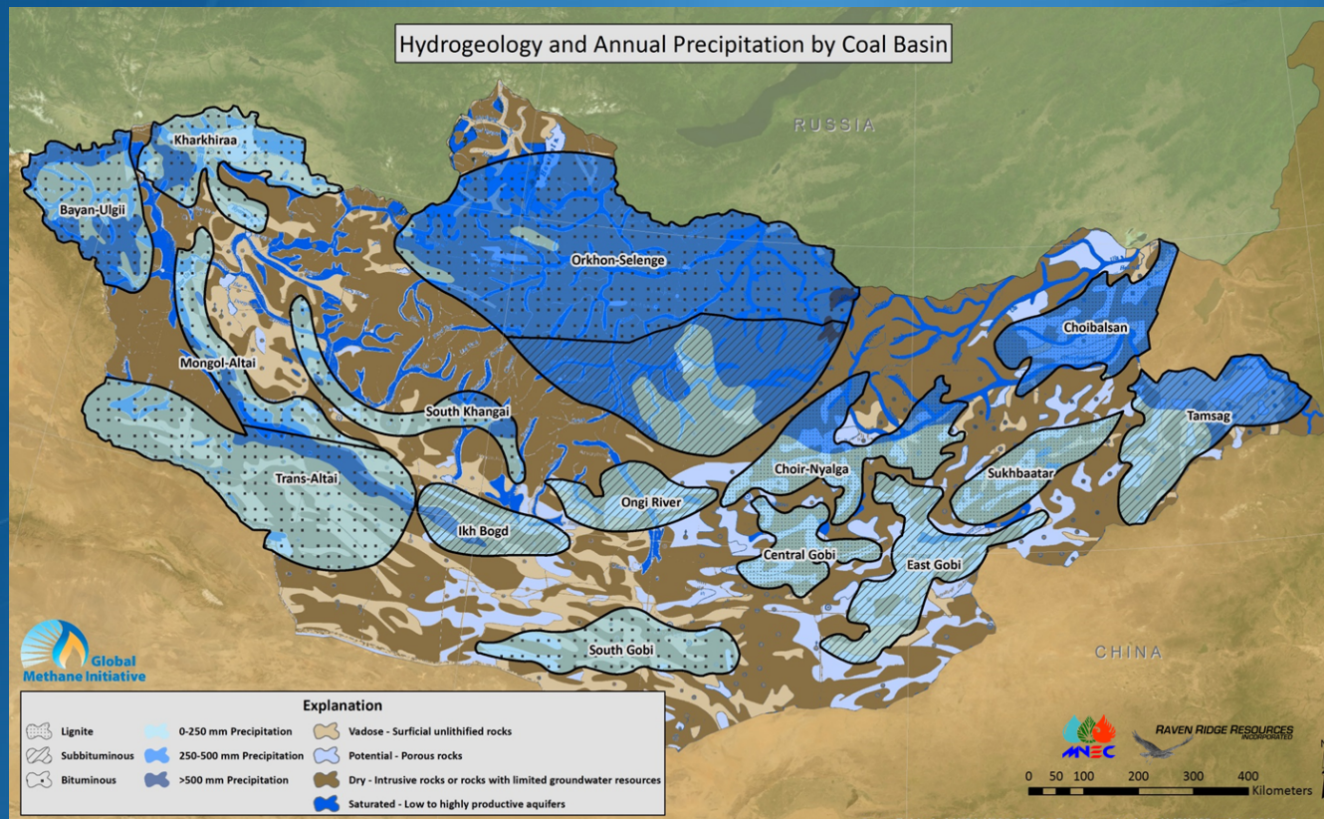 Hydrogeology and Annual Precipitation by Coal Basin
RUSSIA
Kharkhiraa
Bayan-Ulgii
Orkhon-Selenge
Choibalsan
Mongol-Altai
South Khangai
Tamsag
Trans-Altai
Choir-Nyalga
Sukhbaatar
Ongi River
Ikh Bogd
Central Gobi
East Gobi
South Gobi
CHINA
Global
Methane Initiative
Explanation
Lignite
Subbituminous
Bituminous
0-250 mm Precipitation
250-500 mm Precipitation
>500 mm Precipitation
Vadose - Surficial unlithified rocks
Potential - Porous rocks
Dry - Intrusive rocks or rocks with limited groundwater resources
Saturated - Low to highly productive aquifers
MNEC
RAVEN RIDGE RESOURCES
INCORPORATED
0 50 100 200 300 400
Kilometers